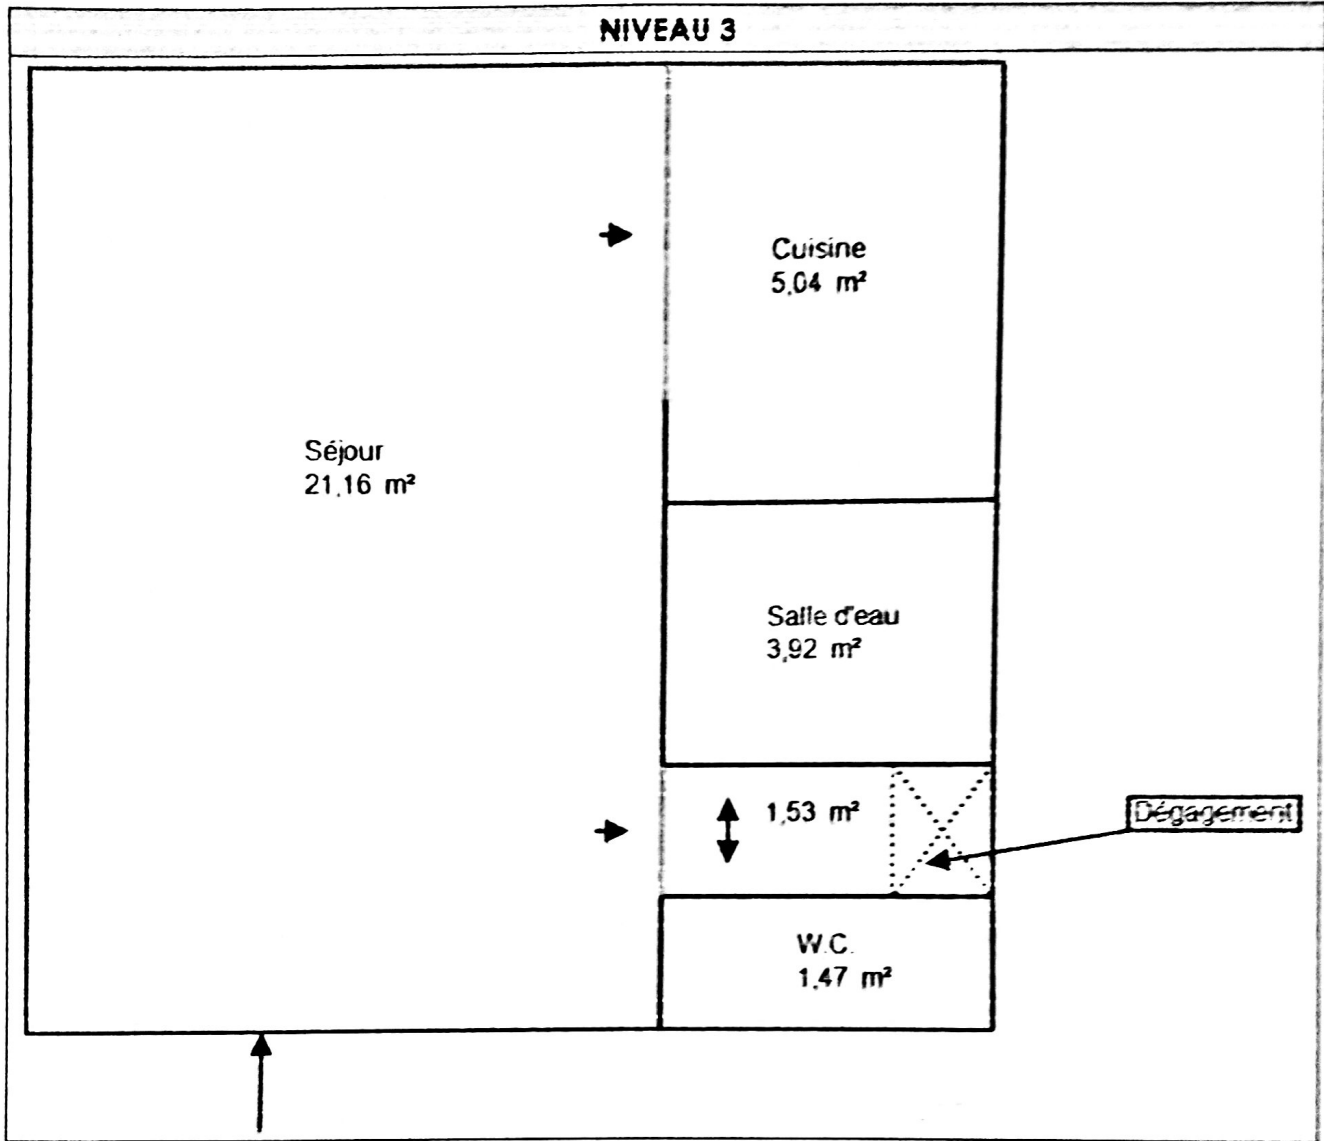 NIVEAU 3
Cuisine
5,04 m²
Séjour
21,16 m²
Salle d'eau
3,92 m²
1,53 m²
Dégagement
W.C.
1,47 m²